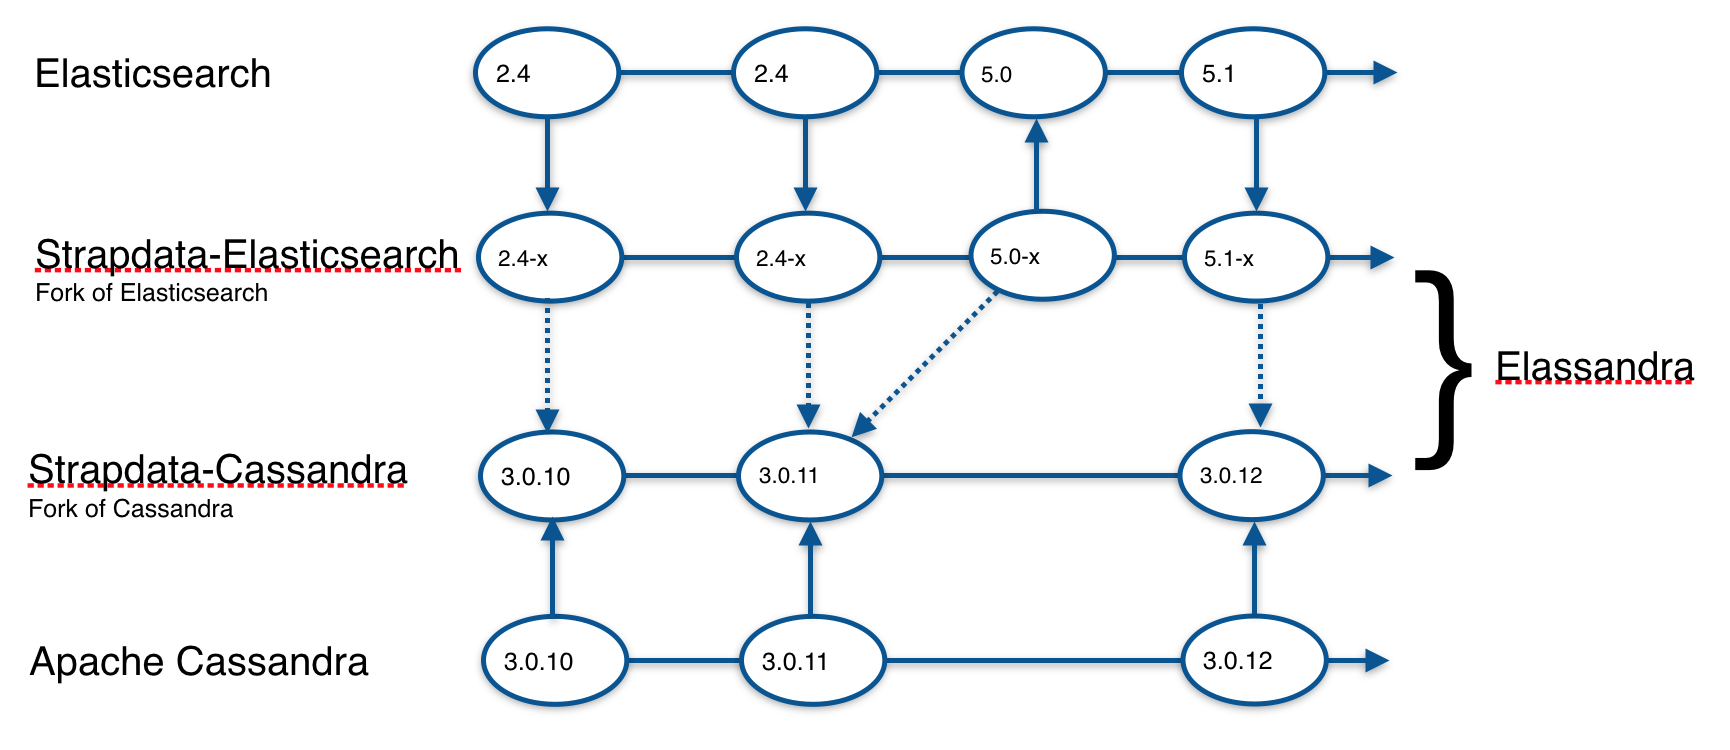 Elasticsearch
2.4
2.4
5.0
5.1
Strapdata-Elasticsearch
Fork of Elasticsearch
2.4-x
2.4-x
5.0-x
5.1-x
}
Elassandra
Strapdata-Cassandra
Fork of Cassandra
3.0.10
3.0.11
3.0.12
Apache Cassandra
3.0.10
3.0.11
3.0.12